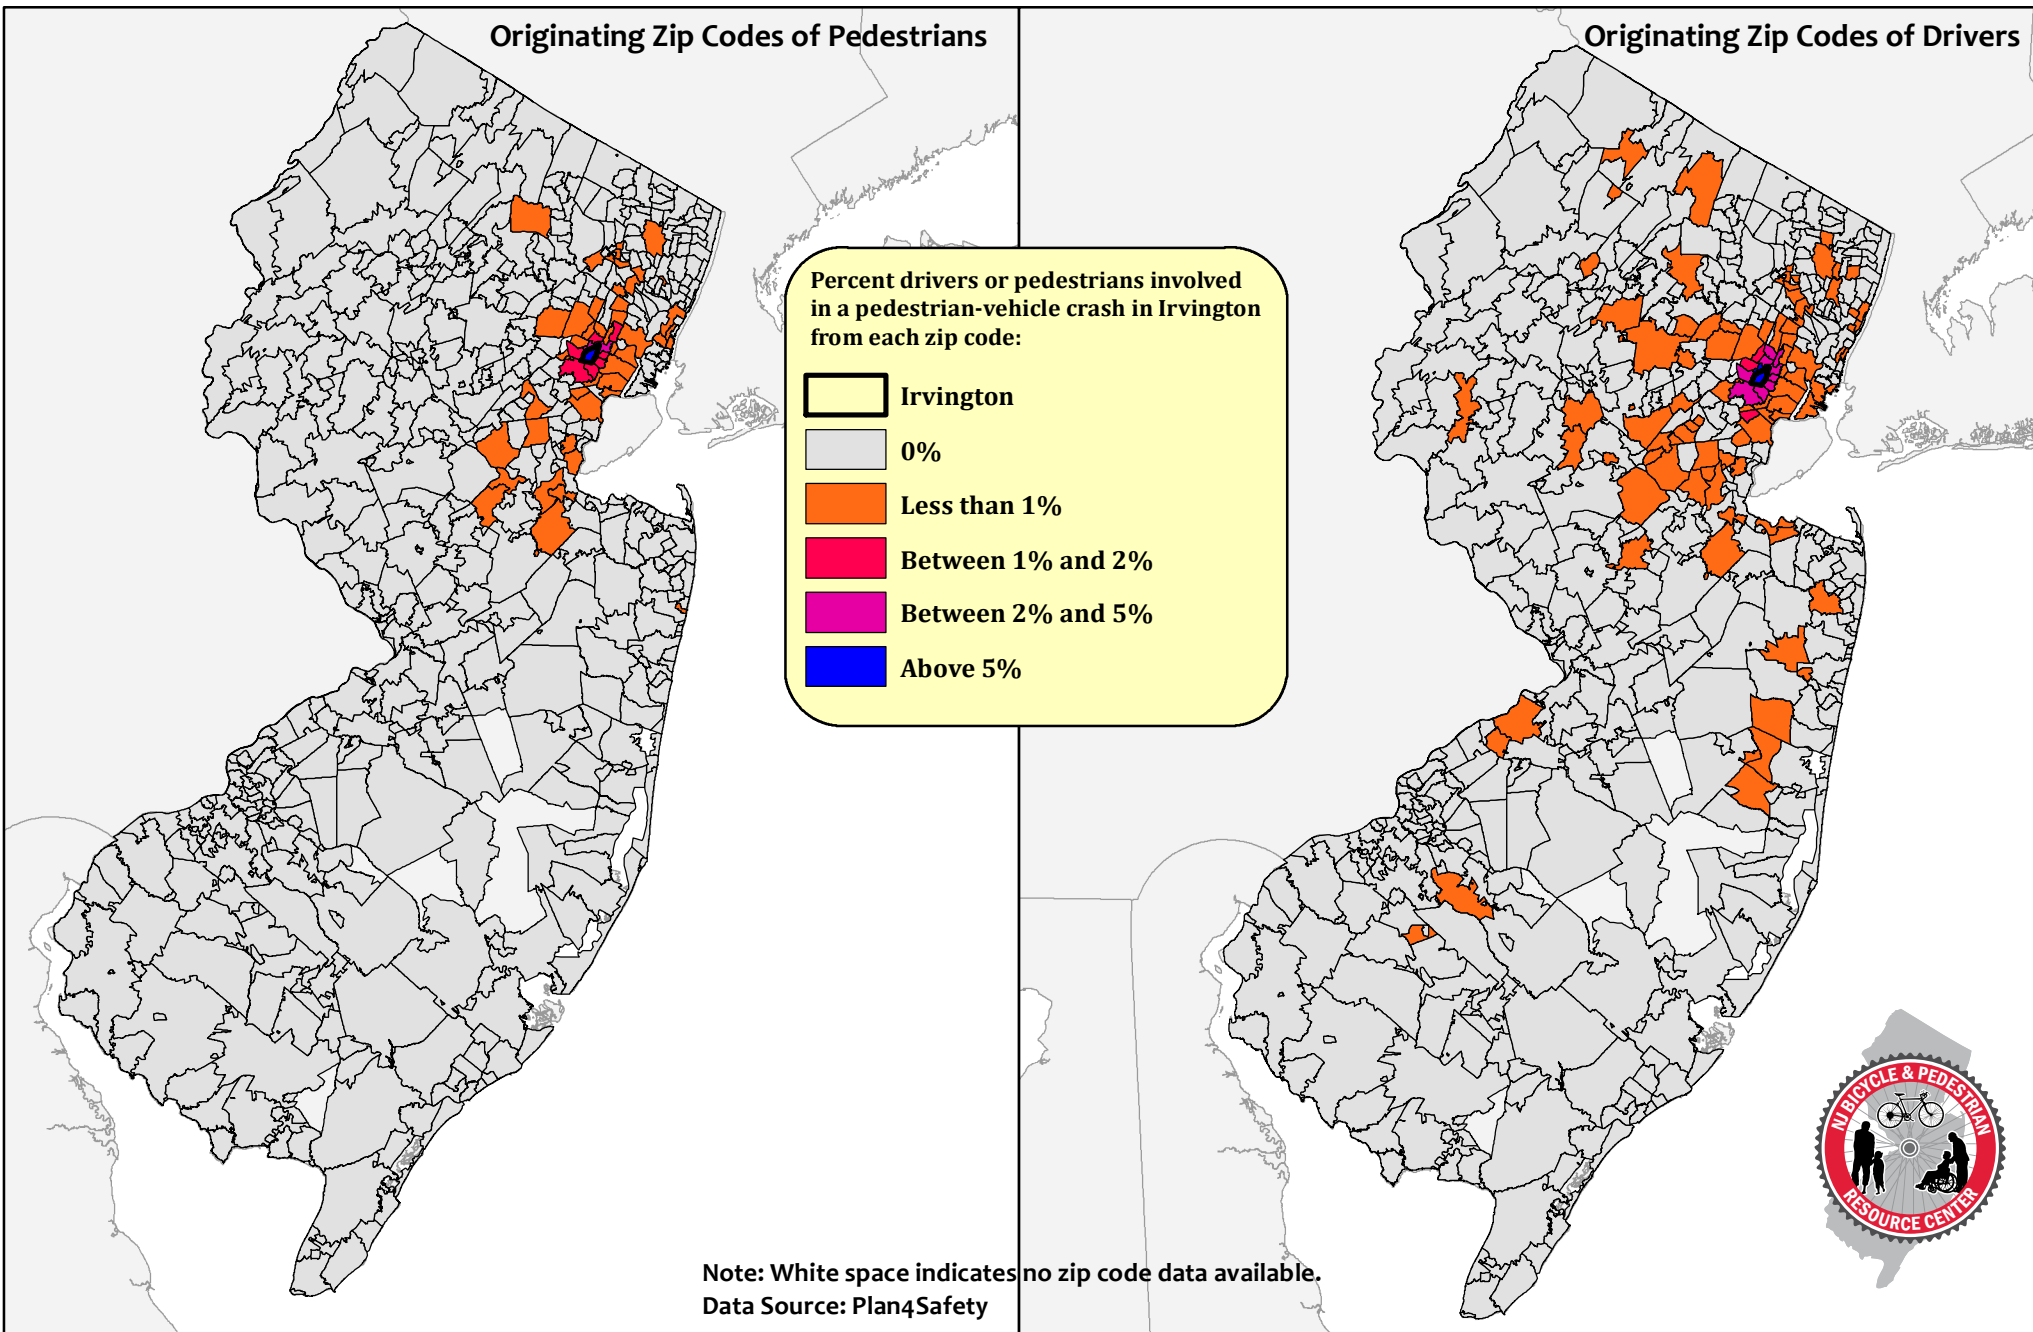 Originating Zip Codes of Pedestrians
Originating Zip Codes of Drivers
Percent drivers or pedestrians involved
in a pedestrian-vehicle crash in Irvington
from each zip code:
Irvington
0%
Less than 1%
Between 1% and 2%
Between 2% and 5%
Above 5%
NJ BICYCLE & PEDESTRIAN
RESOURCE CENTER
Note: White space indicates no zip code data available.
Data Source: Plan4Safety